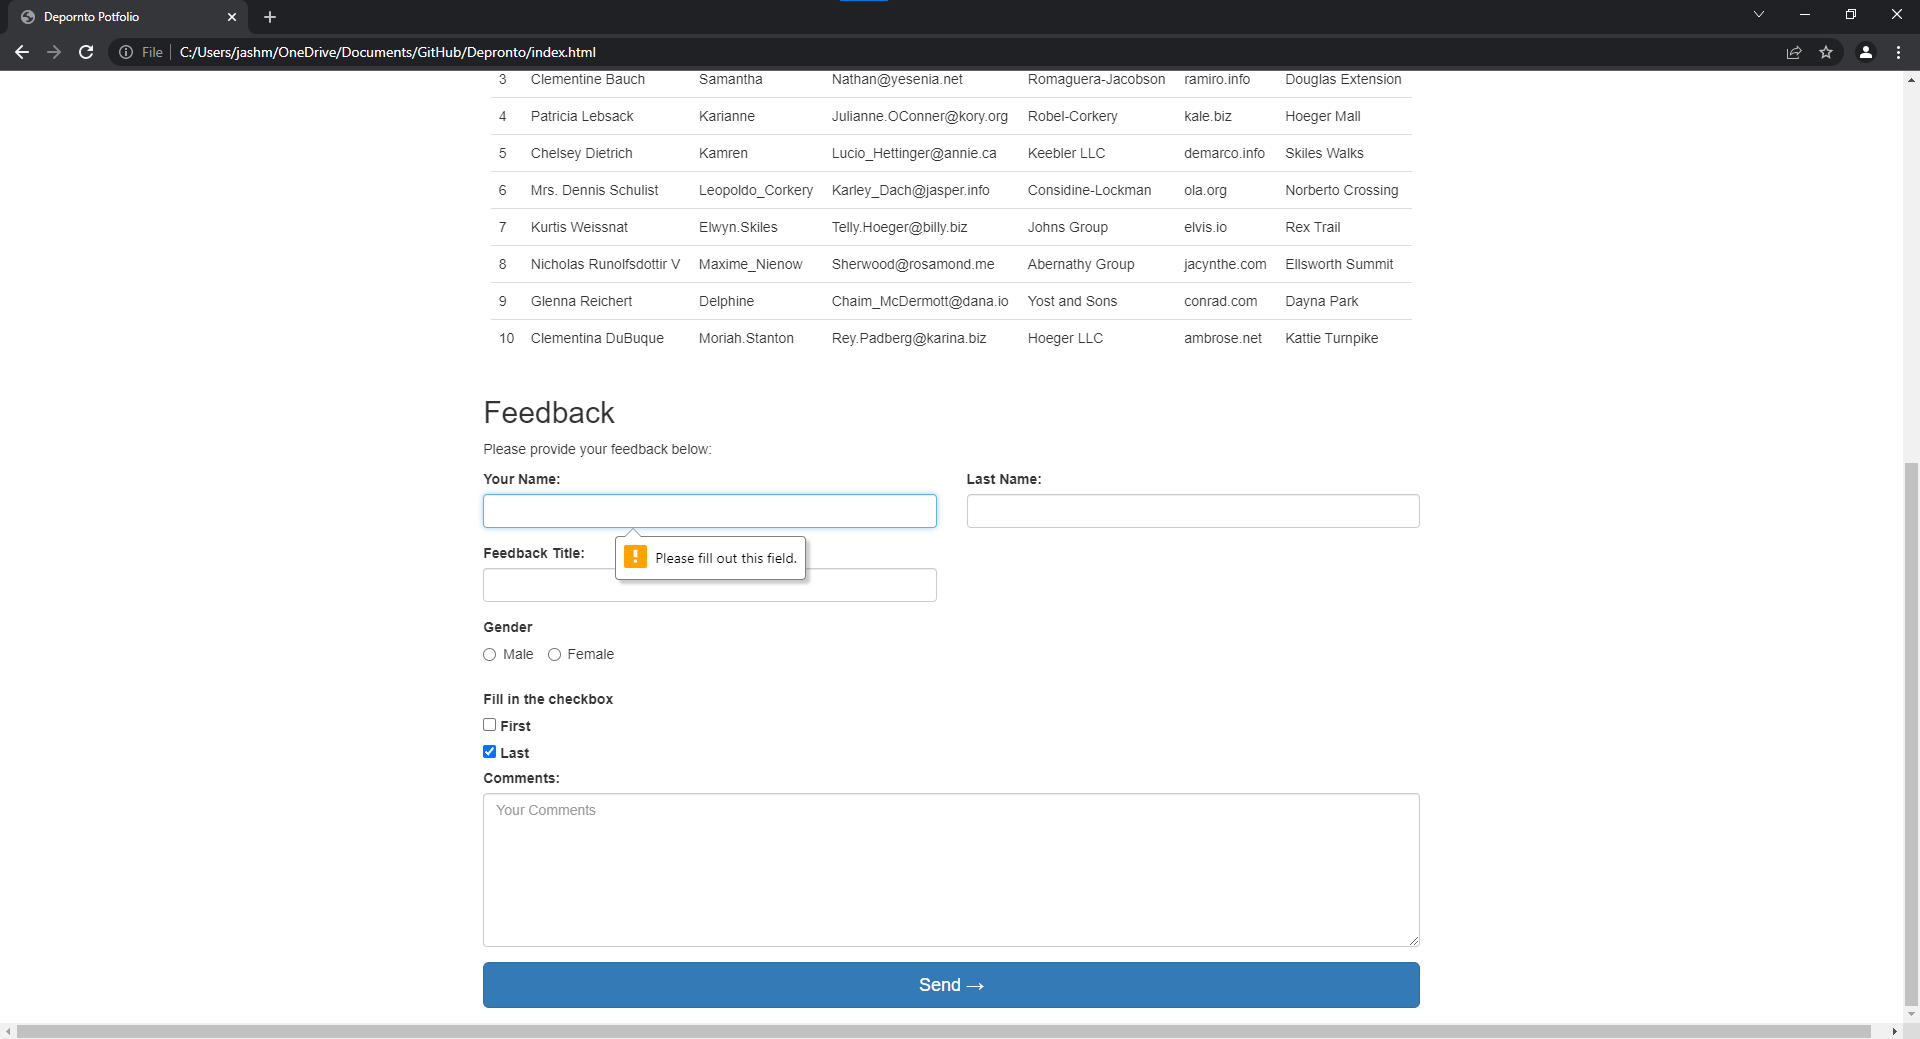 Depornto Potfolio
File C:/Users/jashm/OneDrive/Documents/GitHub/Depronto/index.html
3 Clementine Bauch Samantha Nathan@yesenia.net Romaguera-Jacobson ramiro.info Douglas Extension
4 Patricia Lebsack Karianne Julianne.OConner@kory.org Robel-Corkery kale.biz Hoeger Mall
5 Chelsey Dietrich Kamren Lucio_Hettinger@annie.ca Keebler LLC demarco.info Skiles Walks
6 Mrs. Dennis Schulist Leopoldo_Corkery Karley_Dach@jasper.info Considine-Lockman ola.org Norberto Crossing
7 Kurtis Weissnat Elwyn.Skiles Telly.Hoeger@billy.biz Johns Group elvis.io Rex Trail
8 Nicholas Runolfsdottir V Maxime_Nienow Sherwood@rosamond.me Abernathy Group jacynthe.com Ellsworth Summit
9 Glenna Reichert Delphine Chaim_McDermott@dana.io Yost and Sons conrad.com Dayna Park
10 Clementina DuBuque Moriah.Stanton Rey.Padberg@karina.biz Hoeger LLC ambrose.net Kattie Turnpike
Feedback
Please provide your feedback below:
Your Name: Last Name:
Please fill out this field.
Feedback Title:
Gender
Male Female
Fill in the checkbox
First
Last
Comments:
Your Comments
Send →